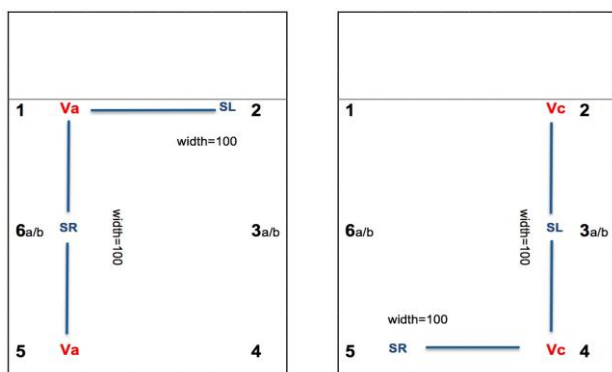 1 Va SL 2
width=100
6a/b SR width=100 3a/b
5 Va 4
1 Vc 2
6a/b width=100 SL 3a/b
width=100
5 SR Vc 4